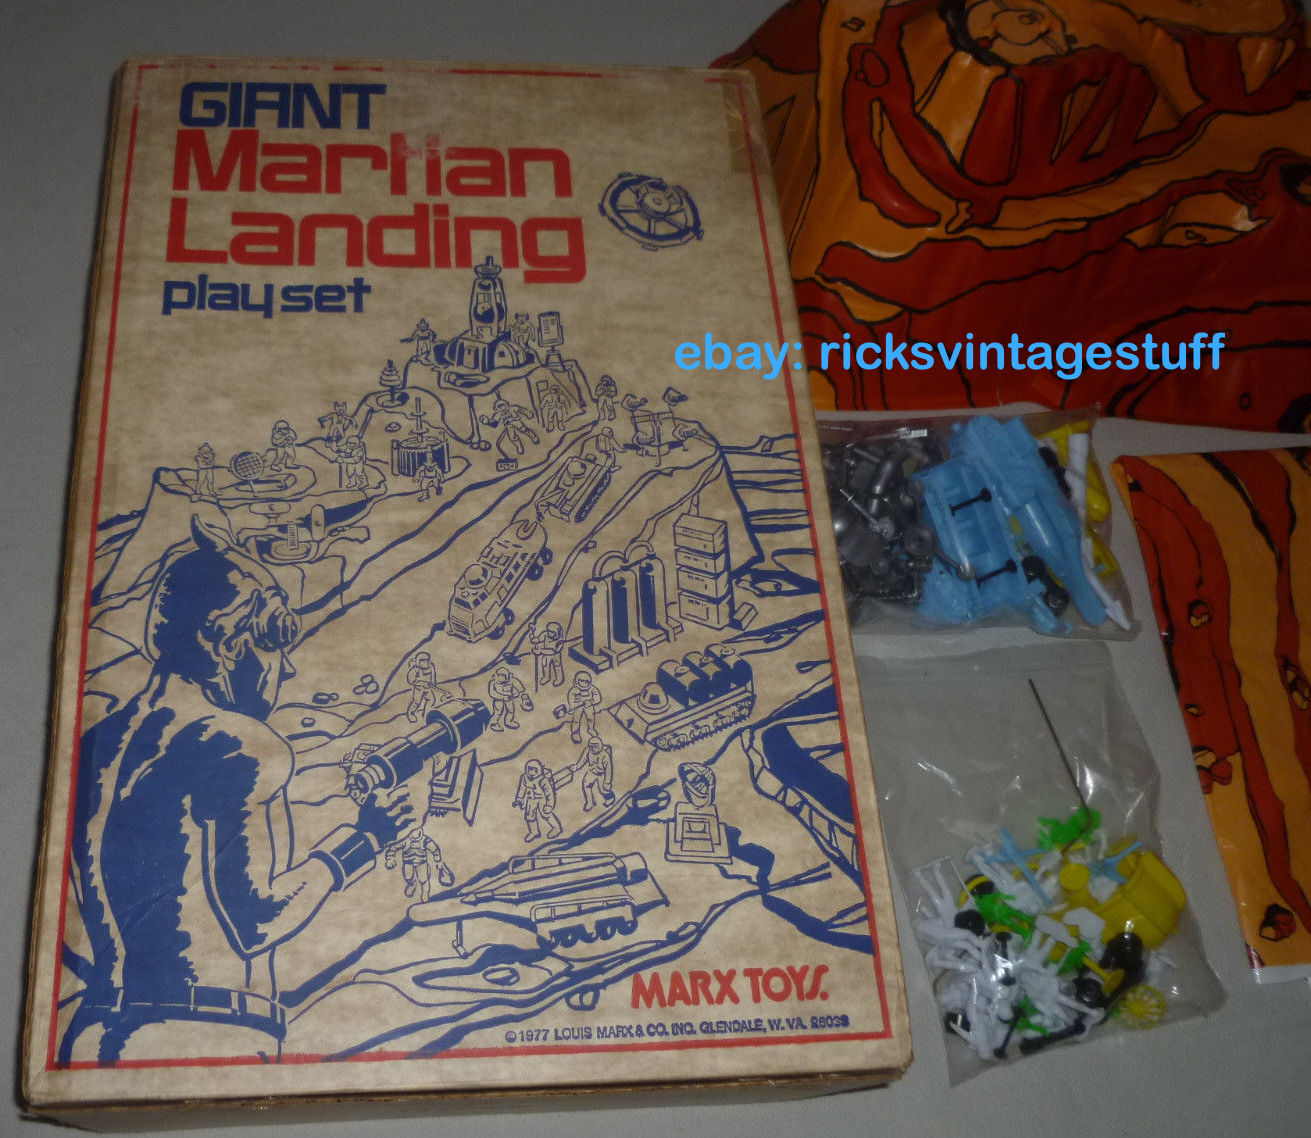 GIANT
Martian
Landing
play set
ebay: ricksvintagestuff
MARX TOYS.
© 1977 LOUIS MARX & CO. INC. GLENDALE, W. VA. 26038